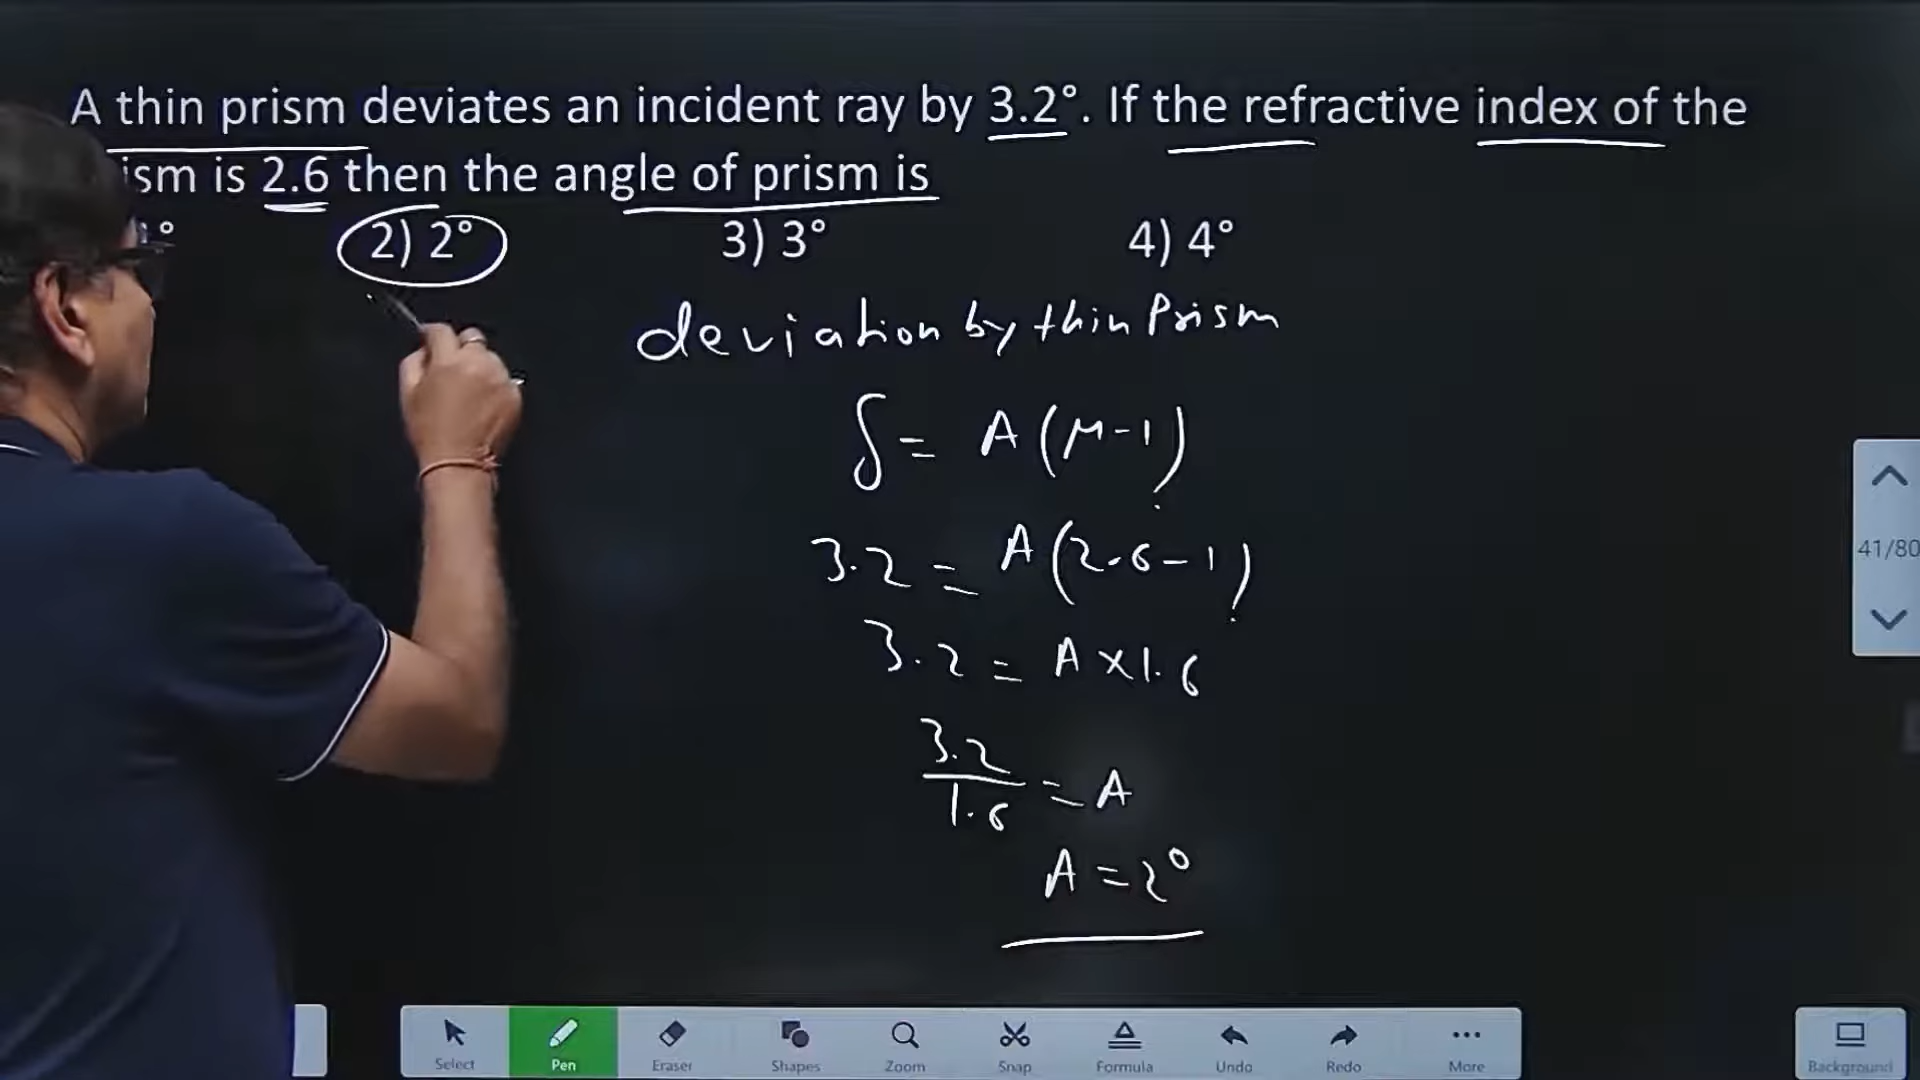 A thin prism deviates an incident ray by 3.2°. If the refractive index of the
ism is 2.6 then the angle of prism is
2) 2° 3) 3° 4) 4°
deviation by thin Prism
δ = A (μ-1)
3.2 = A (2.6-1)
3.2 = A × 1.6
3.2/1.6 = A
A = 2°
41/80
Select Pen Eraser Shapes Zoom Snap Formula Undo Redo More Background